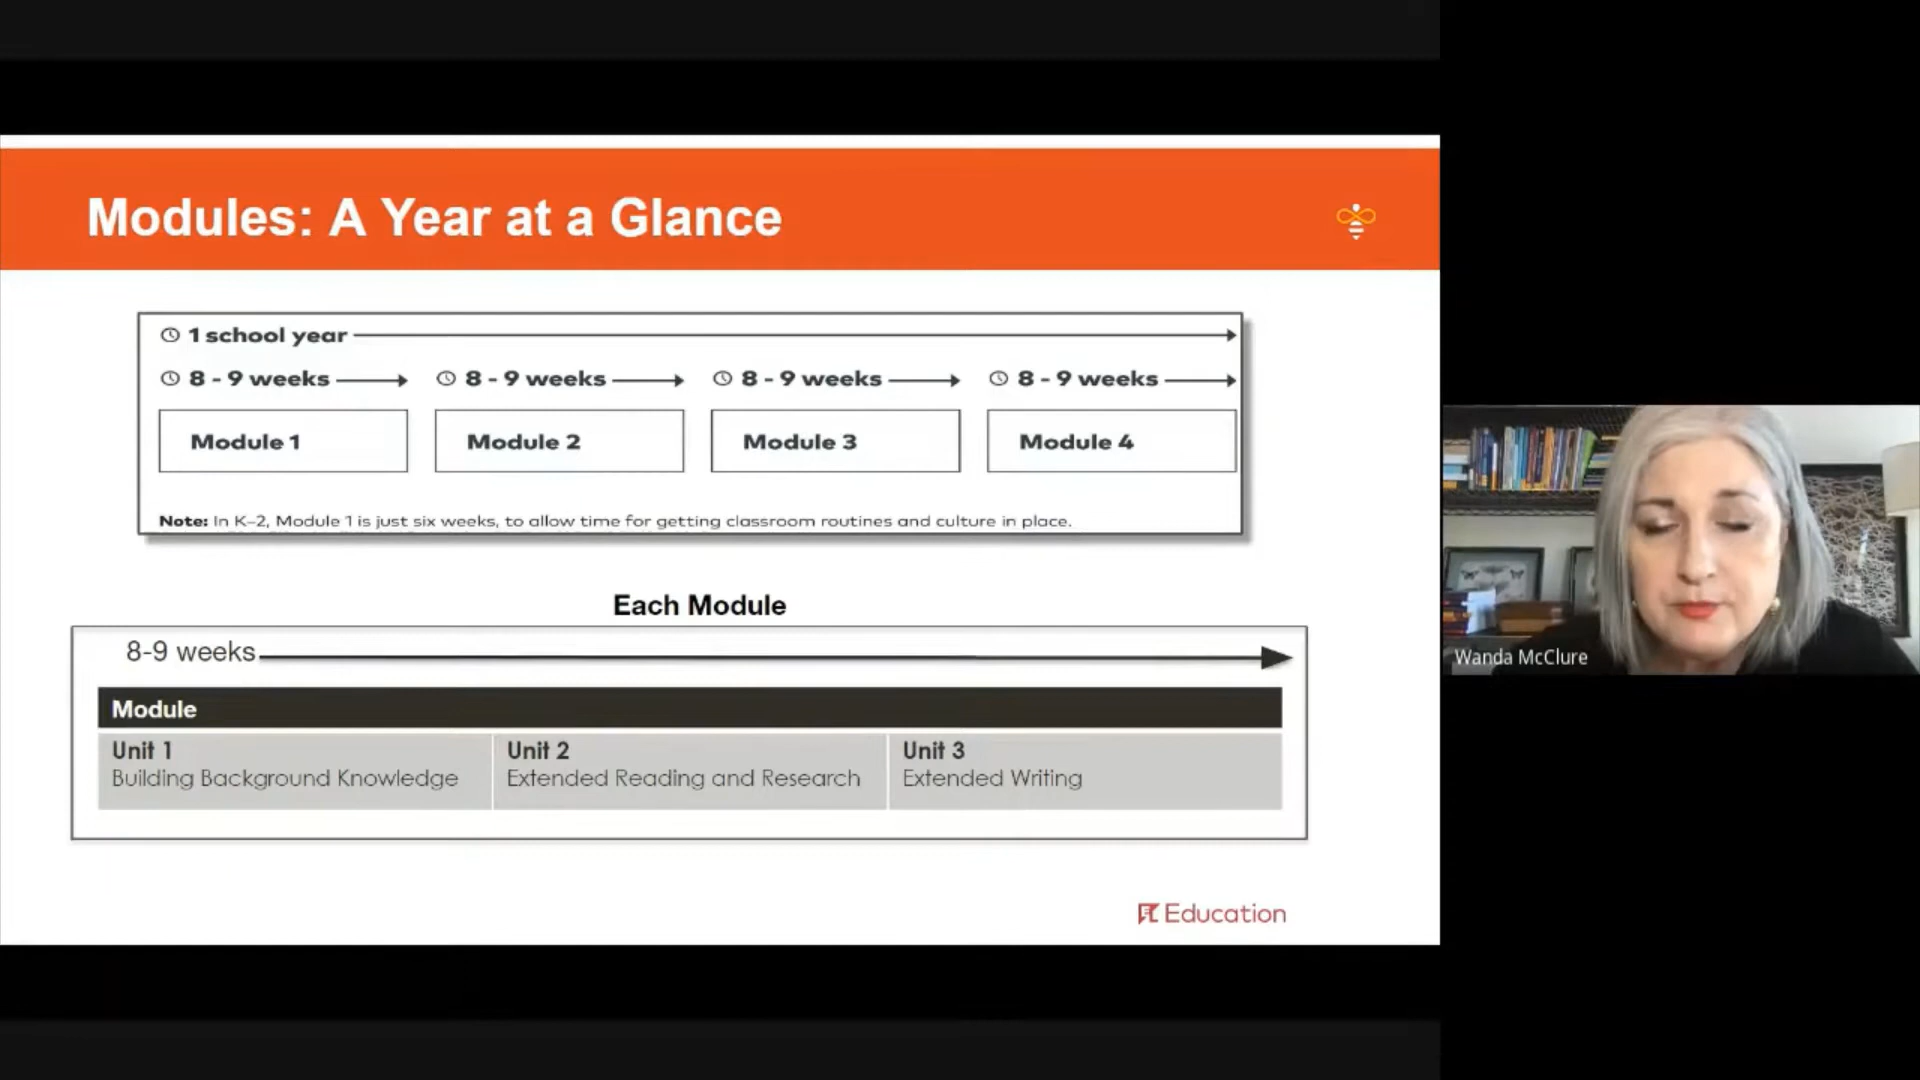 Modules: A Year at a Glance
1 school year
8 - 9 weeks 8 - 9 weeks 8 - 9 weeks 8 - 9 weeks
Module 1 Module 2 Module 3 Module 4
Note: In K–2, Module 1 is just six weeks, to allow time for getting classroom routines and culture in place.
Each Module
8-9 weeks
Module
Unit 1 Unit 2 Unit 3
Building Background Knowledge Extended Reading and Research Extended Writing
EL Education
Wanda McClure